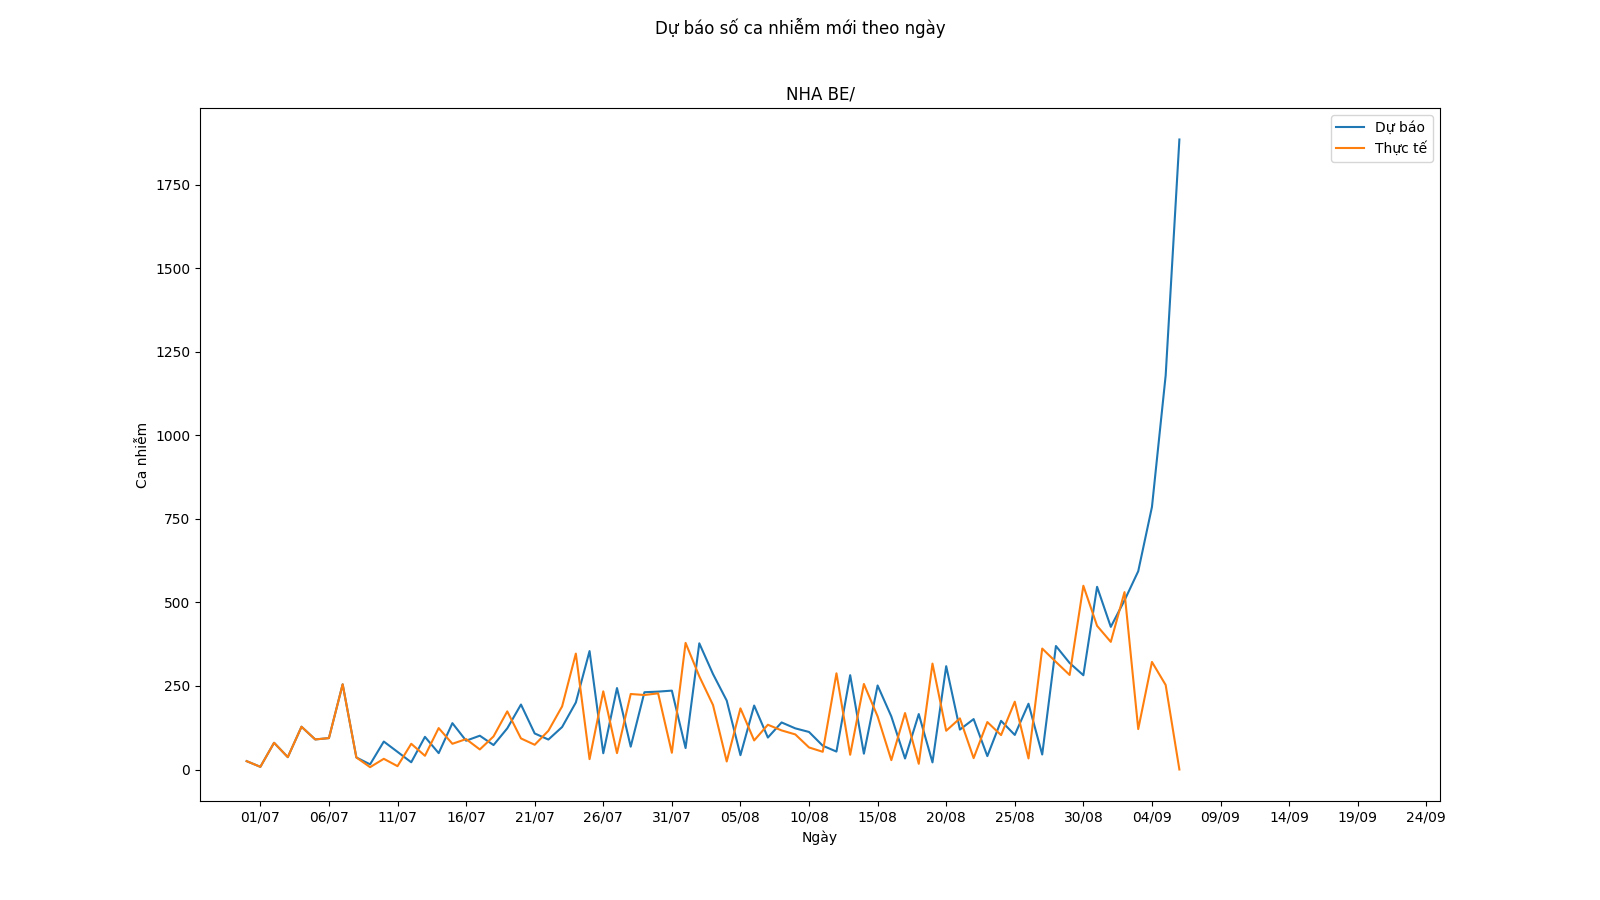 Dự báo số ca nhiễm mới theo ngày
NHA BE/
Dự báo
Thực tế
1750
1500
1250
1000
750
500
250
0
Ca nhiễm
01/07 06/07 11/07 16/07 21/07 26/07 31/07 05/08 10/08 15/08 20/08 25/08 30/08 04/09 09/09 14/09 19/09 24/09
Ngày